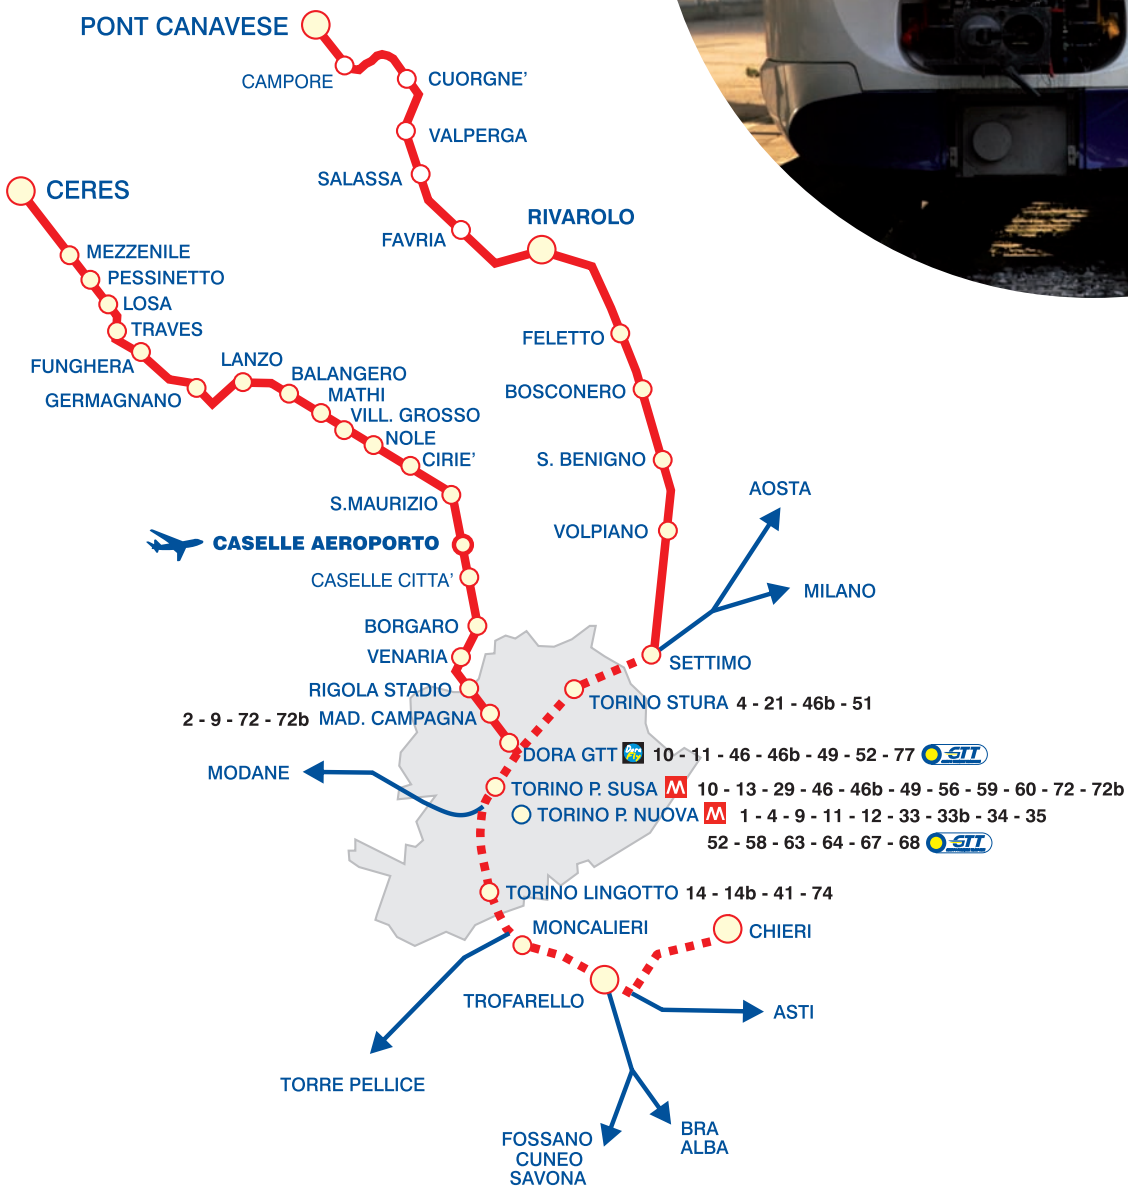 PONT CANAVESE
CAMPORE
CUORGNE'
VALPERGA
SALASSA
CERES
RIVAROLO
FAVRIA
MEZZENILE
PESSINETTO
LOSA
TRAVES
FELETTO
FUNGHERA
LANZO
BALANGERO
GERMAGNANO
MATHI
BOSCONERO
VILL. GROSSO
NOLE
CIRIE'
S. BENIGNO
AOSTA
S.MAURIZIO
VOLPIANO
CASELLE AEROPORTO
CASELLE CITTA'
MILANO
BORGARO
VENARIA
SETTIMO
RIGOLA STADIO
TORINO STURA 4 - 21 - 46b - 51
2 - 9 - 72 - 72b MAD. CAMPAGNA
DORA GTT 10 - 11 - 46 - 46b - 49 - 52 - 77 GTT
MODANE
TORINO P. SUSA M 10 - 13 - 29 - 46 - 46b - 49 - 56 - 59 - 60 - 72 - 72b
TORINO P. NUOVA M 1 - 4 - 9 - 11 - 12 - 33 - 33b - 34 - 35
52 - 58 - 63 - 64 - 67 - 68 GTT
TORINO LINGOTTO 14 - 14b - 41 - 74
MONCALIERI
CHIERI
TROFARELLO
ASTI
TORRE PELLICE
BRA
ALBA
FOSSANO
CUNEO
SAVONA